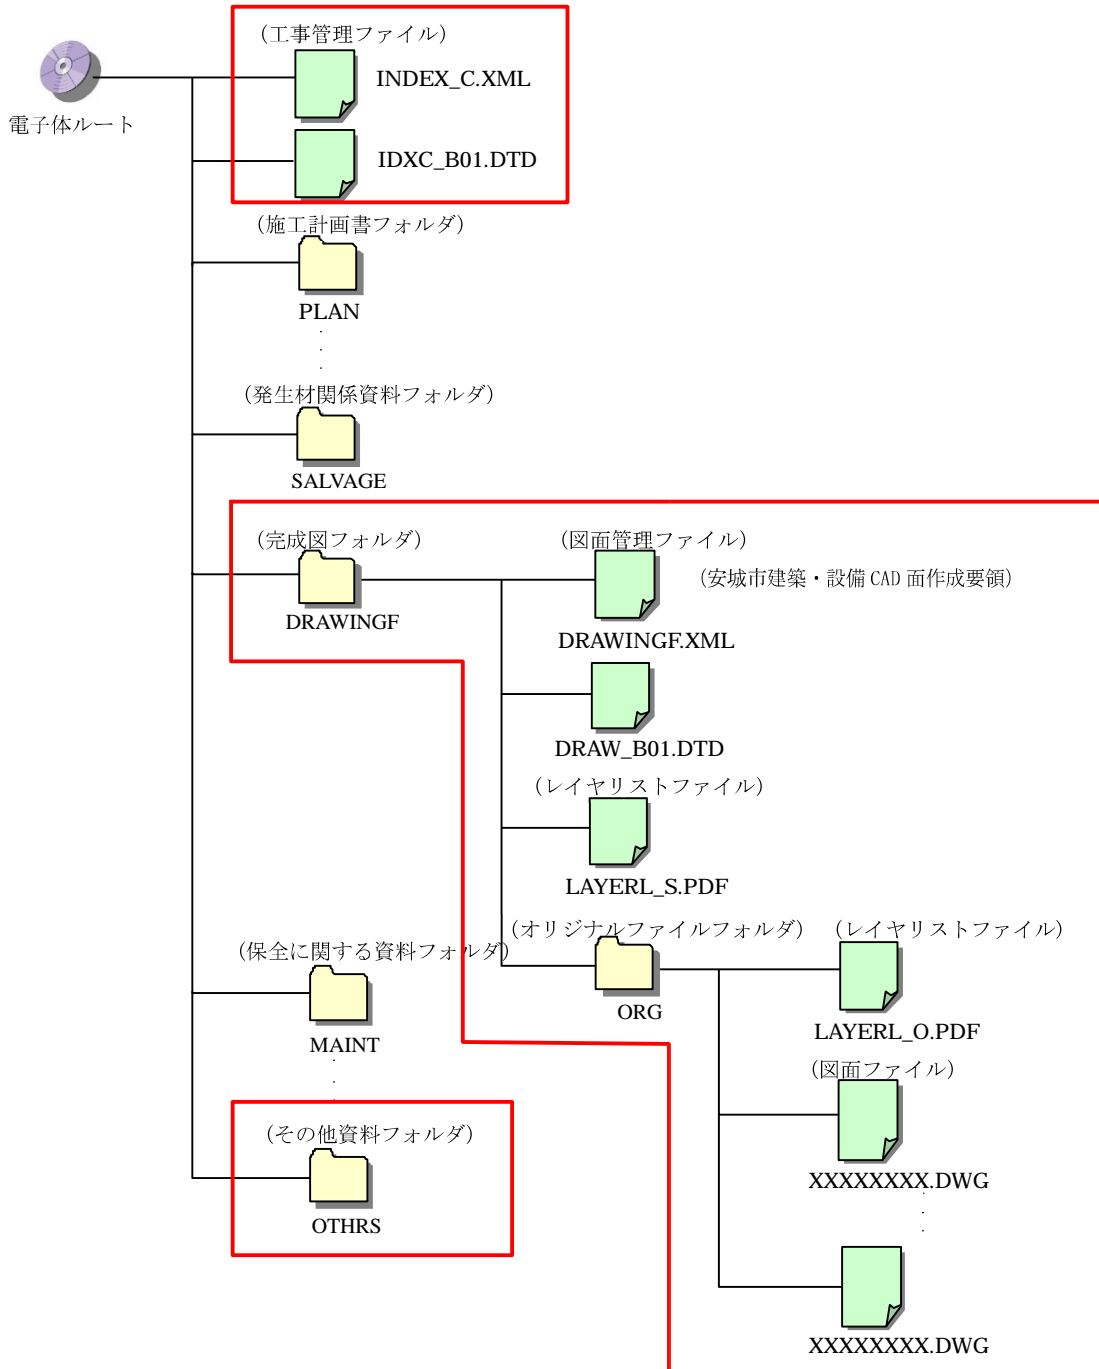 (工事管理ファイル)
INDEX_C.XML
電子体ルート
IDXC_B01.DTD
(施工計画書フォルダ)
PLAN
(発生材関係資料フォルダ)
SALVAGE
(完成図フォルダ)
DRAWINGF
(図面管理ファイル)
(安城市建築・設備 CAD 面作成要領)
DRAWINGF.XML
DRAW_B01.DTD
(レイヤリストファイル)
LAYERL_S.PDF
(オリジナルファイルフォルダ)
ORG
(レイヤリストファイル)
LAYERL_O.PDF
(図面ファイル)
XXXXXXXX.DWG
XXXXXXXX.DWG
(保全に関する資料フォルダ)
MAINT
(その他資料フォルダ)
OTHRS